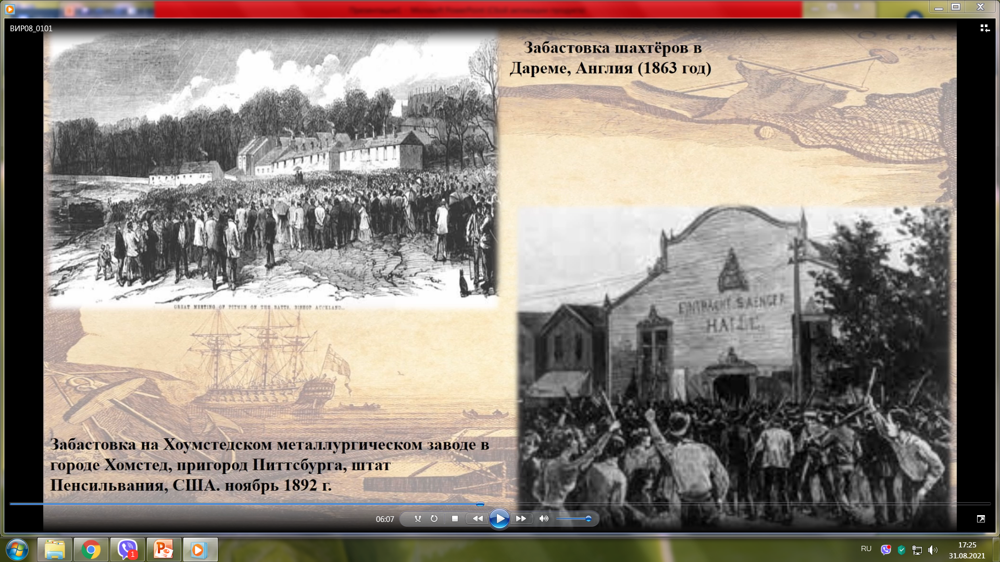 ВИР08_0101
Забастовка шахтёров в
Дареме, Англия (1863 год)
GREAT MEETING OF PITMEN ON THE BATTS, BISHOP AUCKLAND.
EINTRACHT SAENGER
HALLE
Забастовка на Хоумстедском металлургическом заводе в
городе Хомстед, пригород Питтсбурга, штат
Пенсильвания, США. ноябрь 1892 г.
06:07
1
RU
17:25
31.08.2021